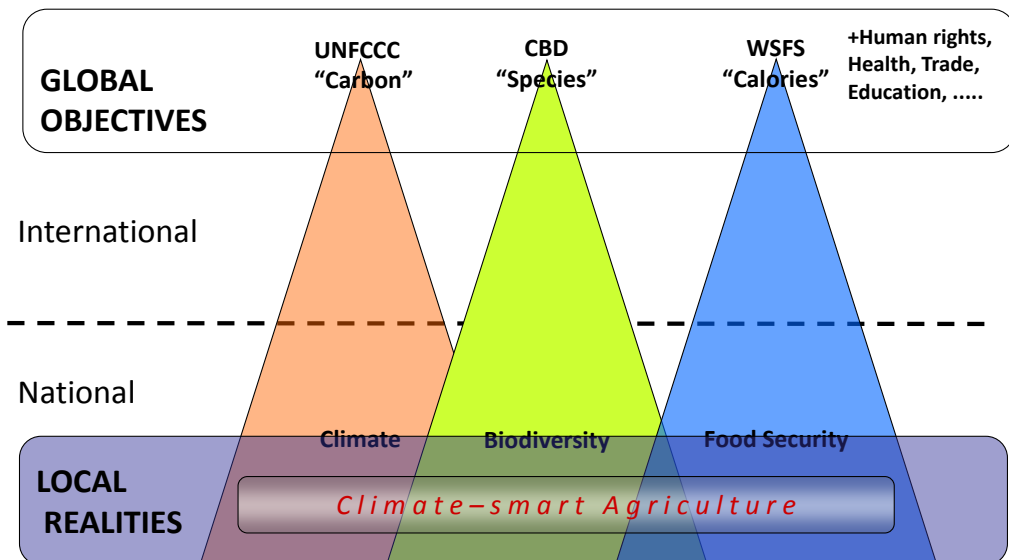 UNFCCC
“Carbon”
CBD
“Species”
WSFS
“Calories”
+Human rights,
Health, Trade,
Education, .....
GLOBAL
OBJECTIVES
International
National
Climate
Biodiversity
Food Security
LOCAL
REALITIES
Climate–smart Agriculture